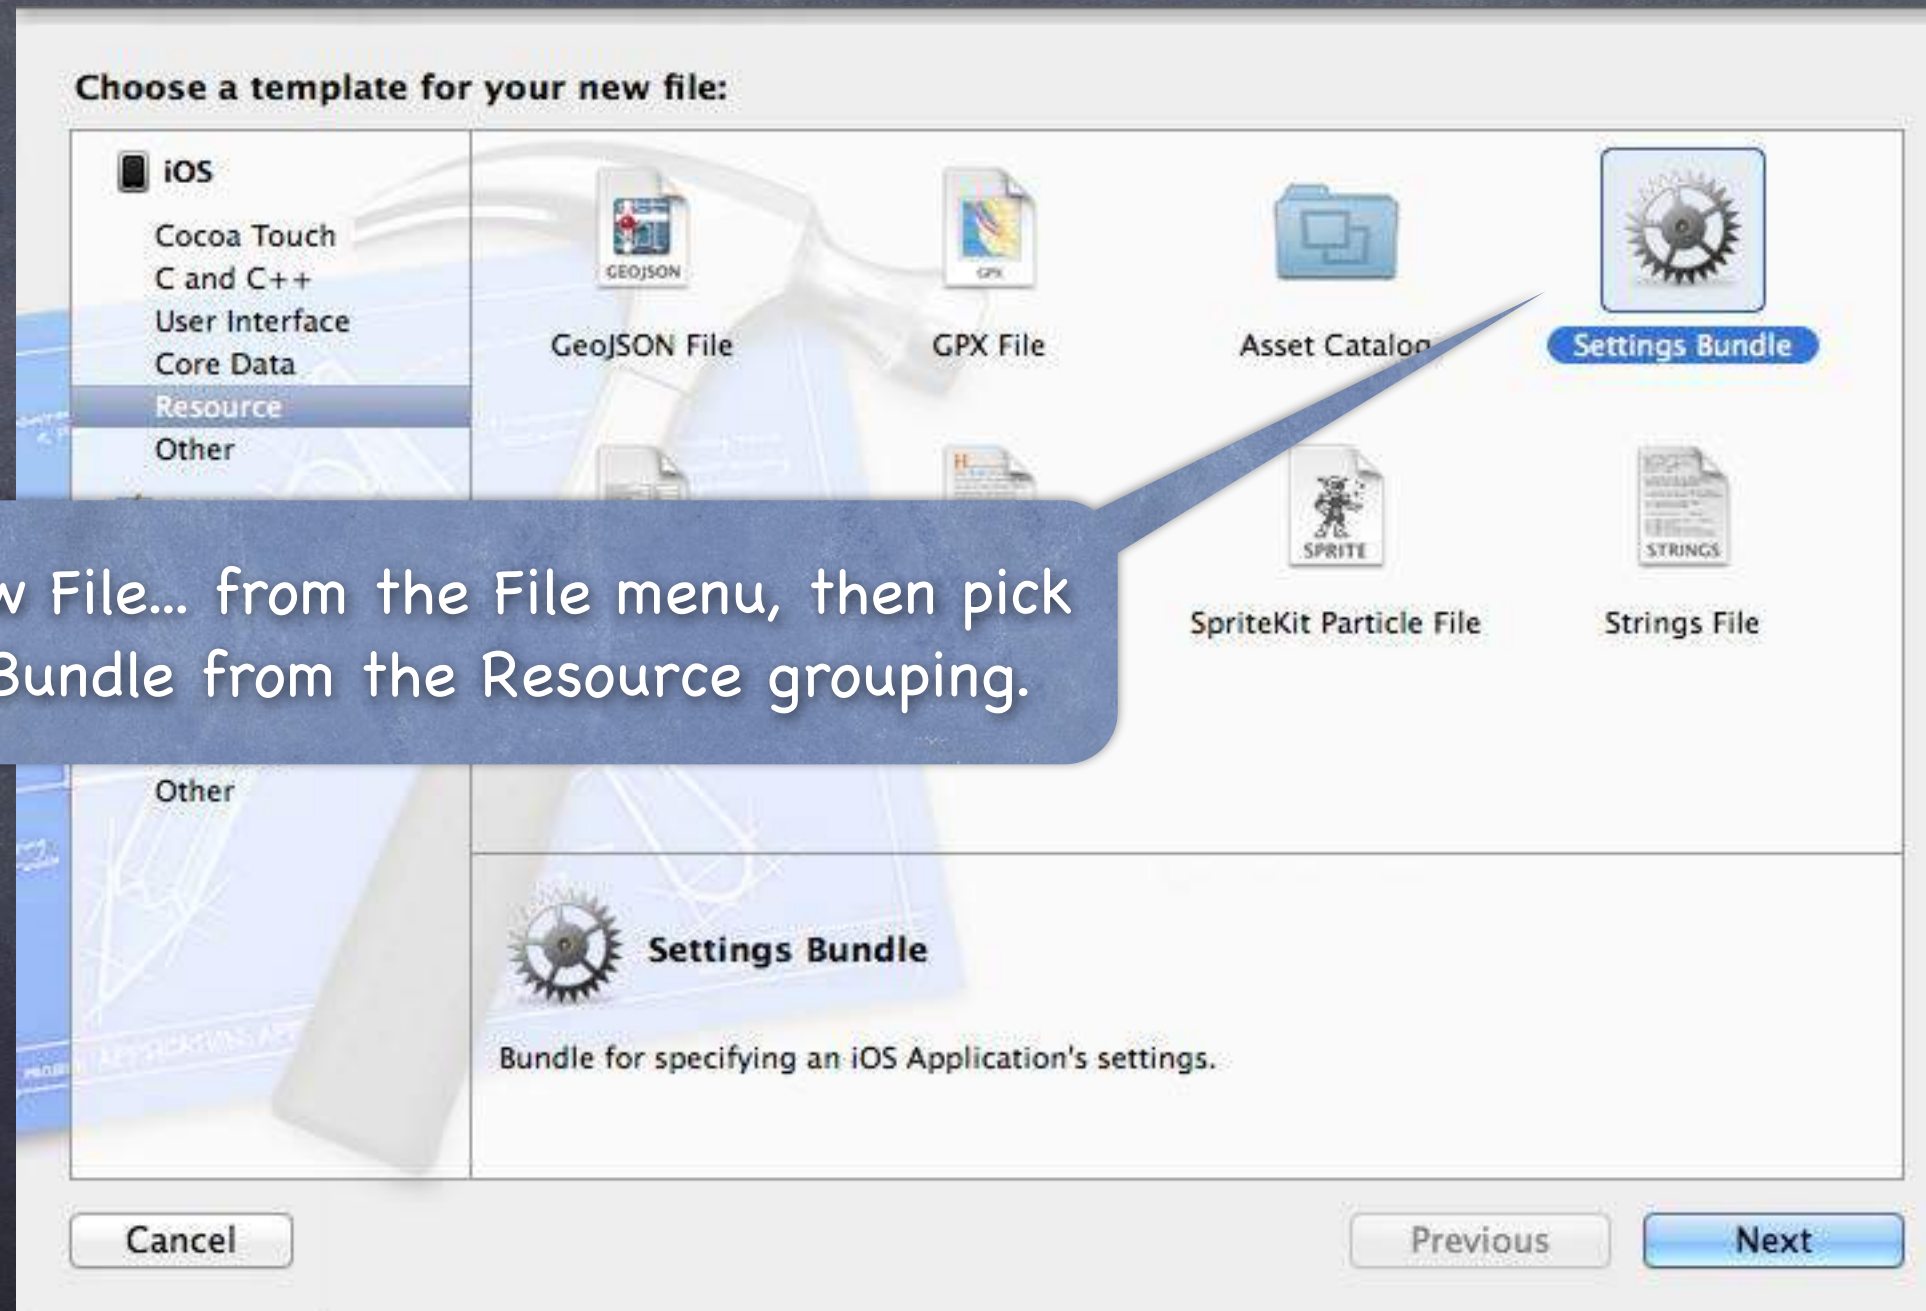 Choose a template for your new file:
iOS
Cocoa Touch
C and C++
User Interface
Core Data
Resource
Other
GEOJSON
GeoJSON File
GPX
GPX File
Asset Catalog
Settings Bundle
SPRITE
SpriteKit Particle File
STRINGS
Strings File
File... from the File menu, then pick
Bundle from the Resource grouping.
Other
Settings Bundle
Bundle for specifying an iOS Application's settings.
Cancel
Previous
Next